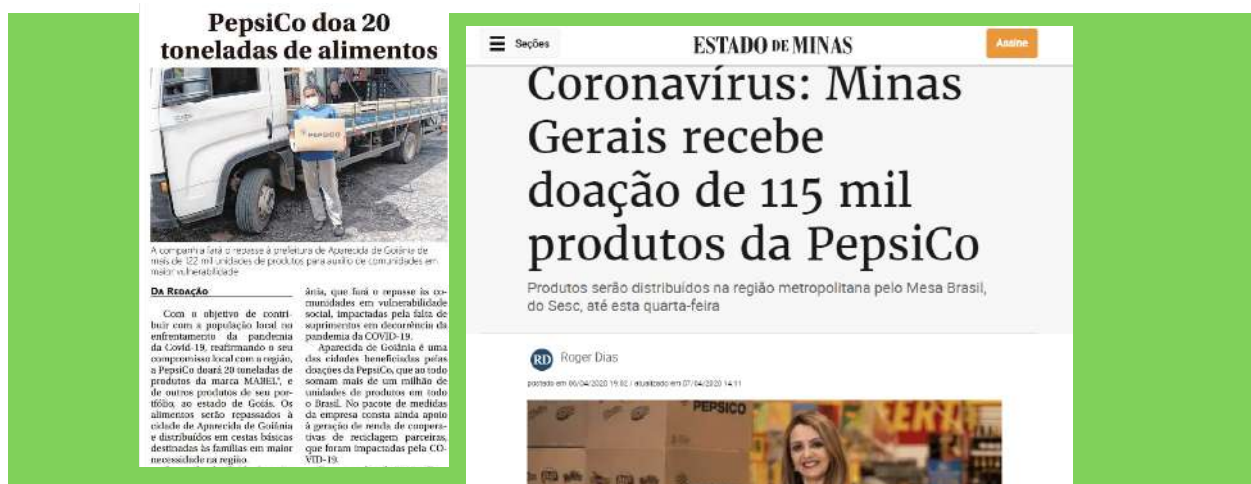 PepsiCo doa 20
toneladas de alimentos
PEPSICO
A companhia fará o repasse à prefeitura de Aparecida de Goiânia de
mais de 122 mil unidades de produtos para auxílio de comunidades em
maior vulnerabilidade
DA REDAÇÃO
Com o objetivo de contri-
buir com a população local no
enfrentamento da pandemia
da Covid-19, reafirmando o seu
compromisso local com a região,
a PepsiCo doará 20 toneladas de
produtos da marca MABEL, e
de outros produtos de seu por-
tfólio, ao estado de Goiás. Os
alimentos serão repassados à
cidade de Aparecida de Goiânia
e distribuídos em cestas básicas
destinadas às famílias em maior
necessidade na região.
ânia, que fará o repasse às co-
munidades em vulnerabilidade
social, impactadas pela falta de
suprimentos em decorrência da
pandemia da COVID-19.
Aparecida de Goiânia é uma
das cidades beneficiadas pelas
doações da PepsiCo, que ao todo
somam mais de um milhão de
unidades de produtos em todo
o Brasil. No pacote de medidas
da empresa consta ainda apoio
à geração de renda de coopera-
tivas de reciclagem parceiras,
que foram impactadas pela CO-
VID-19.
Seções
ESTADO DE MINAS
Assine
Coronavírus: Minas
Gerais recebe
doação de 115 mil
produtos da PepsiCo
Produtos serão distribuídos na região metropolitana pelo Mesa Brasil,
do Sesc, até esta quarta-feira
RD
Roger Dias
postado em 06/04/2020 19:02 / atualizado em 07/04/2020 14:11
PEPSICO